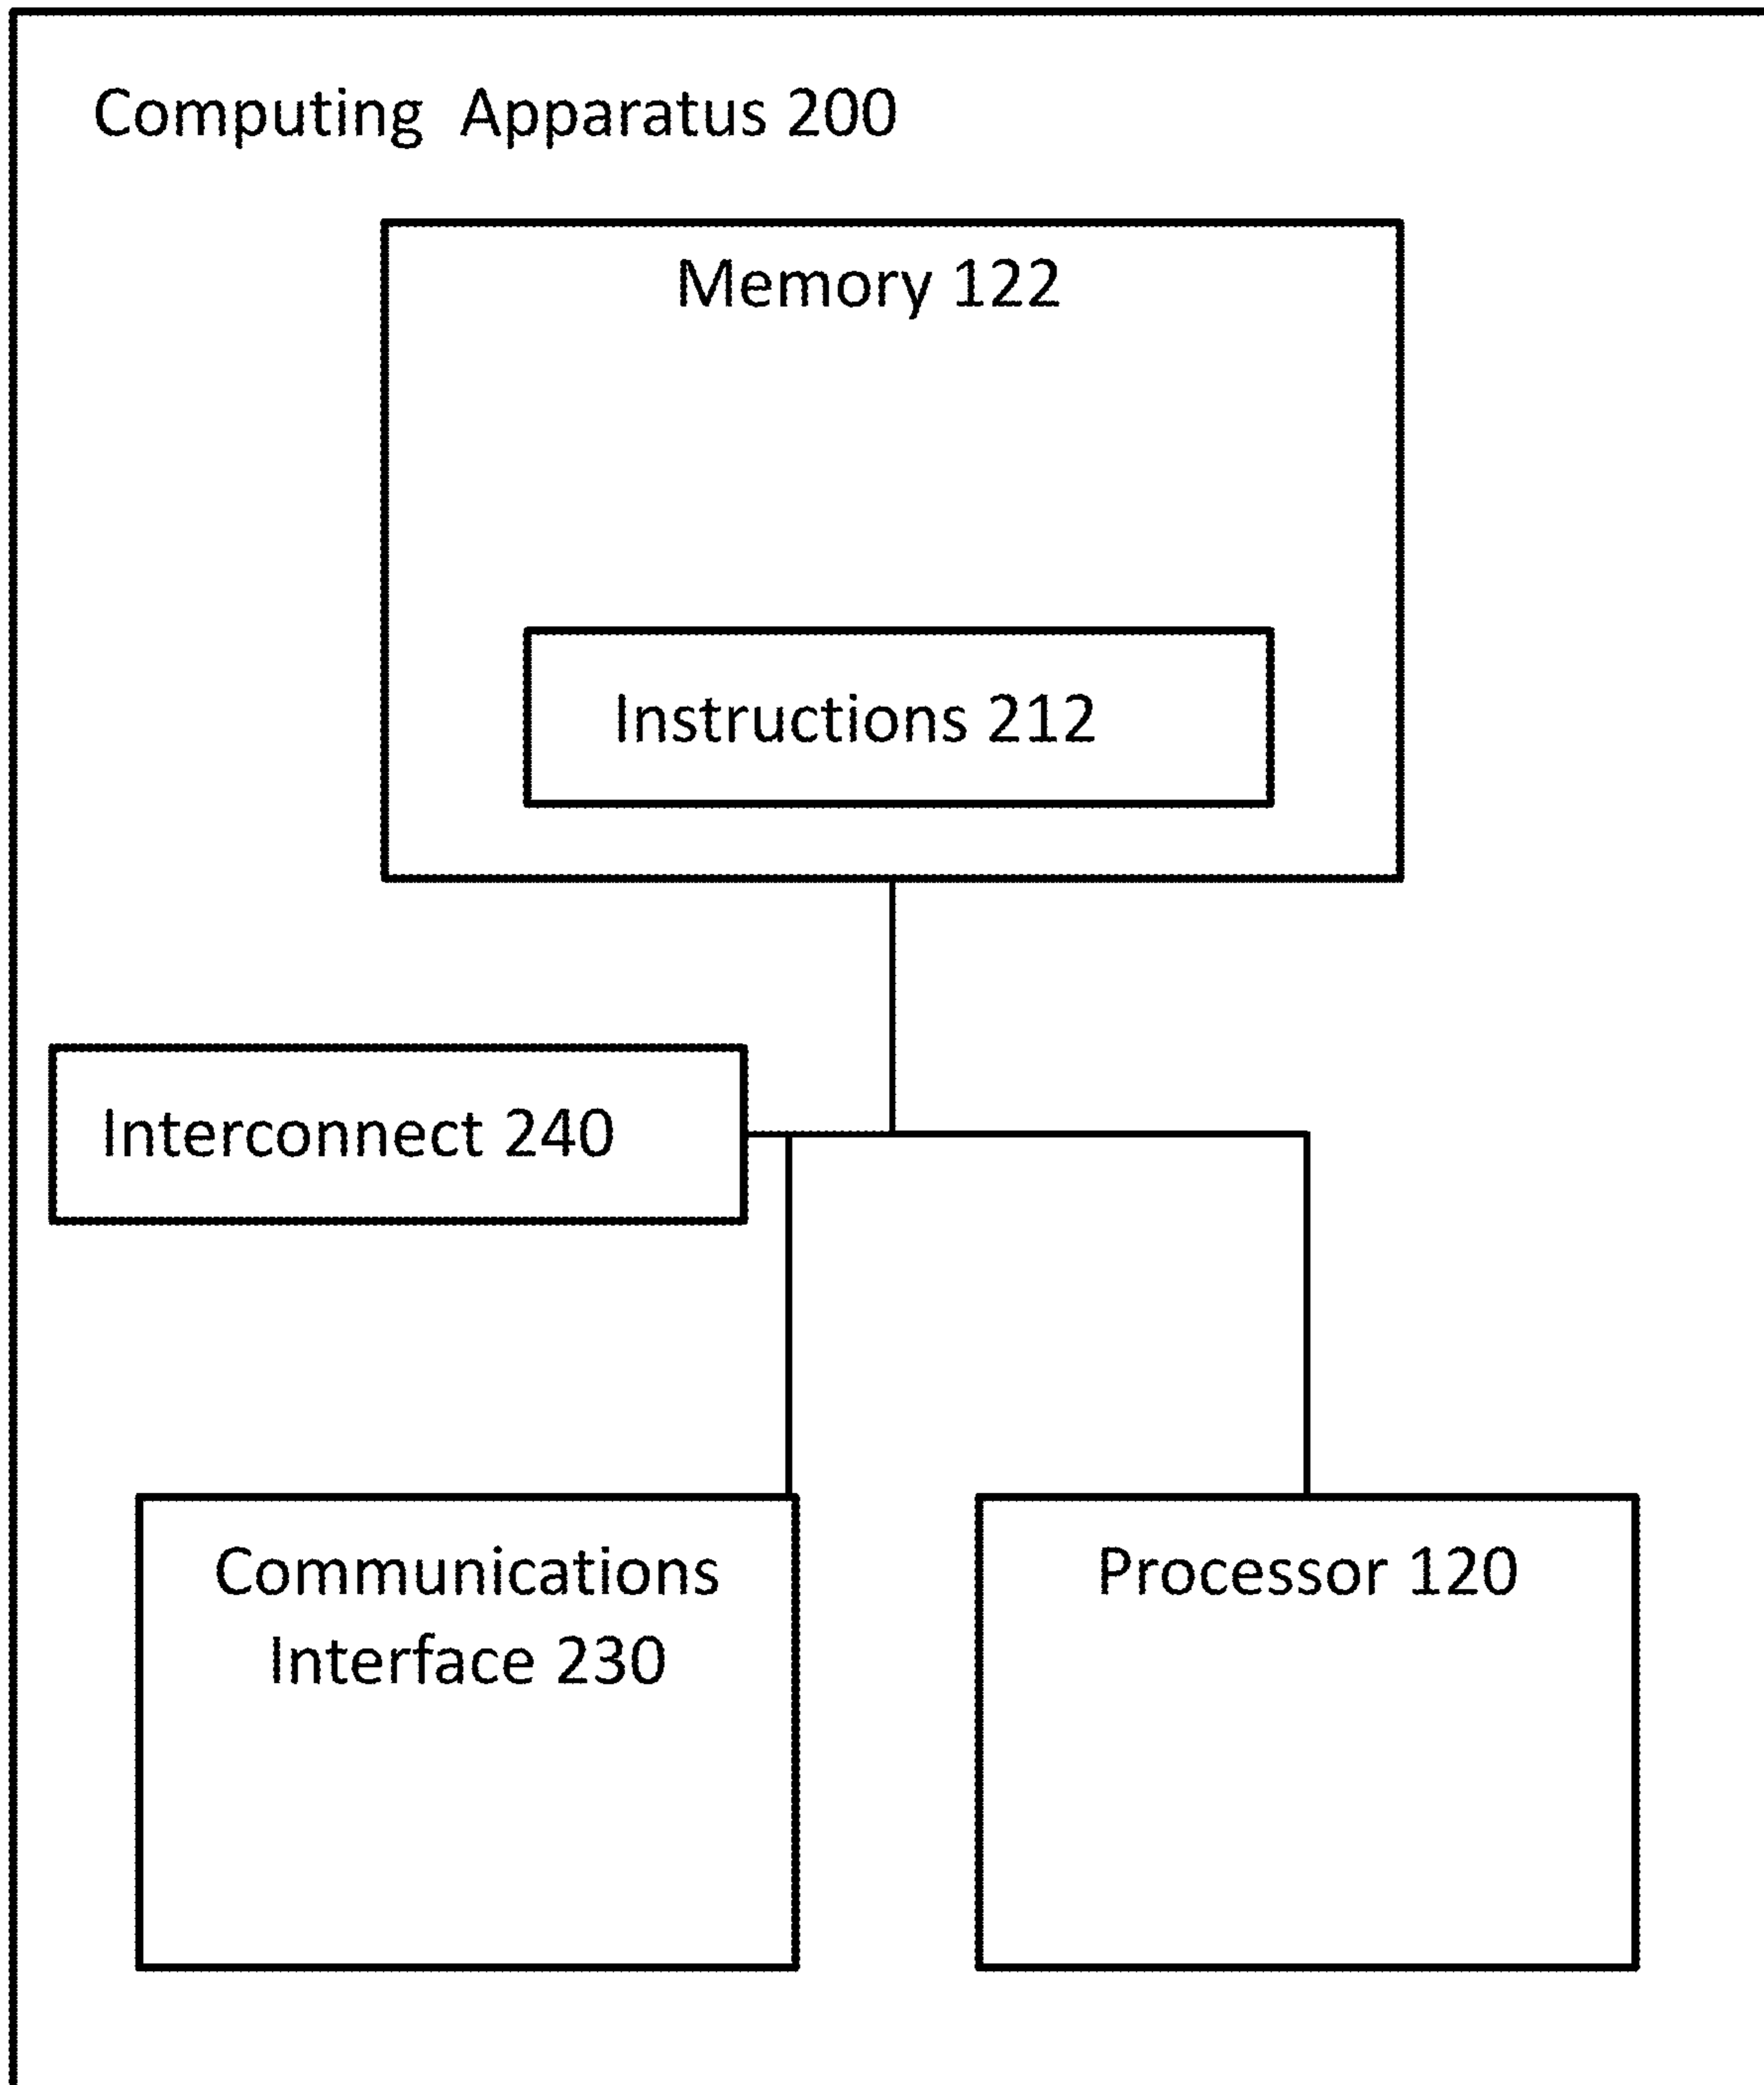 Computing Apparatus 200
Memory 122
Instructions 212
Interconnect 240
Communications
Interface 230
Processor 120